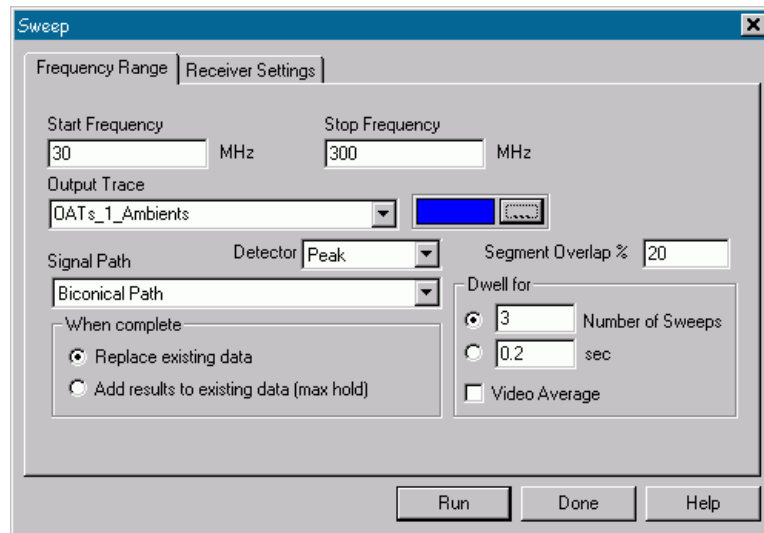 Sweep
Frequency Range
Receiver Settings
Start Frequency
Stop Frequency
30 MHz
300 MHz
Output Trace
OATs_1_Ambients
...
Signal Path
Detector Peak
Segment Overlap % 20
Biconical Path
Dwell for
3 Number of Sweeps
0.2 sec
Video Average
When complete
Replace existing data
Add results to existing data (max hold)
Run
Done
Help